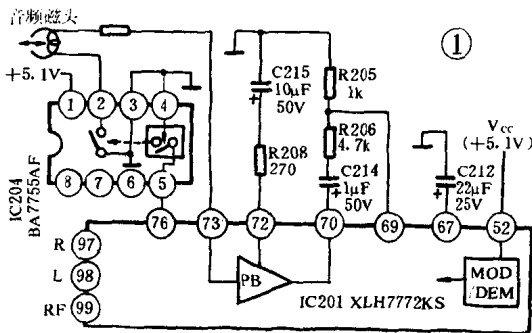 音频磁头
①
+5.1V
1 2 3 4
8 7 6 5
IC204
BA7755AF
C215
10μF
50V
R208
270
R205
1k
R206
4.7k
C214
1μF
50V
C212
22μF
25V
Vcc
(+5.1V)
76 73 72 70 69 67 52
R 97
L 98
RF 99
PB
MOD
/DEM
IC201 XLH7772KS